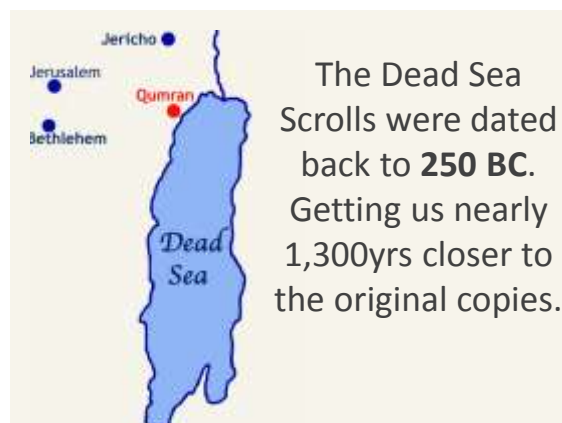 Jericho
Jerusalem
Qumran
Bethlehem
Dead
Sea
The Dead Sea
Scrolls were dated
back to 250 BC.
Getting us nearly
1,300yrs closer to
the original copies.